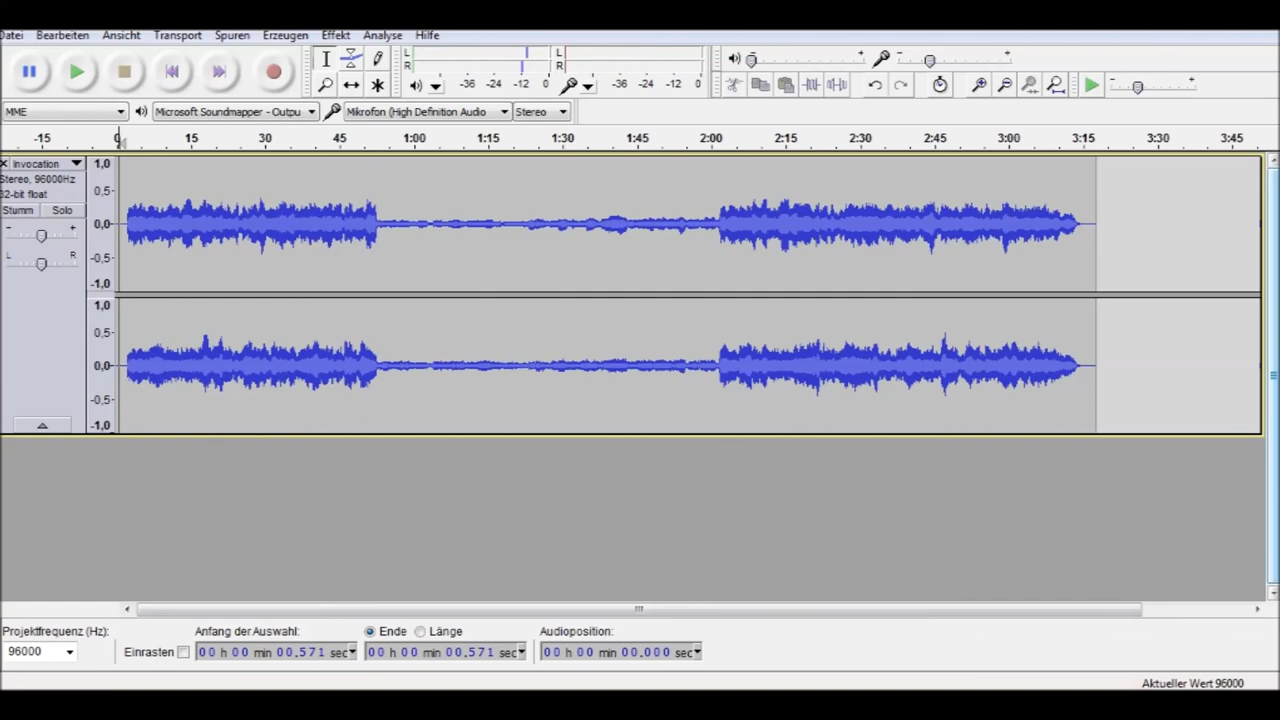 Datei Bearbeiten Ansicht Transport Spuren Erzeugen Effekt Analyse Hilfe
L R -36 -24 -12 0 L R -36 -24 -12 0 - + - +
- +
MME Microsoft Soundmapper - Outpu Mikrofon (High Definition Audio Stereo
-15 0 15 30 45 1:00 1:15 1:30 1:45 2:00 2:15 2:30 2:45 3:00 3:15 3:30 3:45
X Invocation 1,0
Stereo, 96000Hz
32-bit float 0,5
Stumm Solo
- + 0,0
L R -0,5
-1,0
1,0
0,5
0,0
-0,5
-1,0
Projektfrequenz (Hz): Anfang der Auswahl: Ende Länge Audioposition:
96000 Einrasten 00 h 00 min 00.571 sec 00 h 00 min 00.571 sec 00 h 00 min 00.000 sec
Aktueller Wert 96000